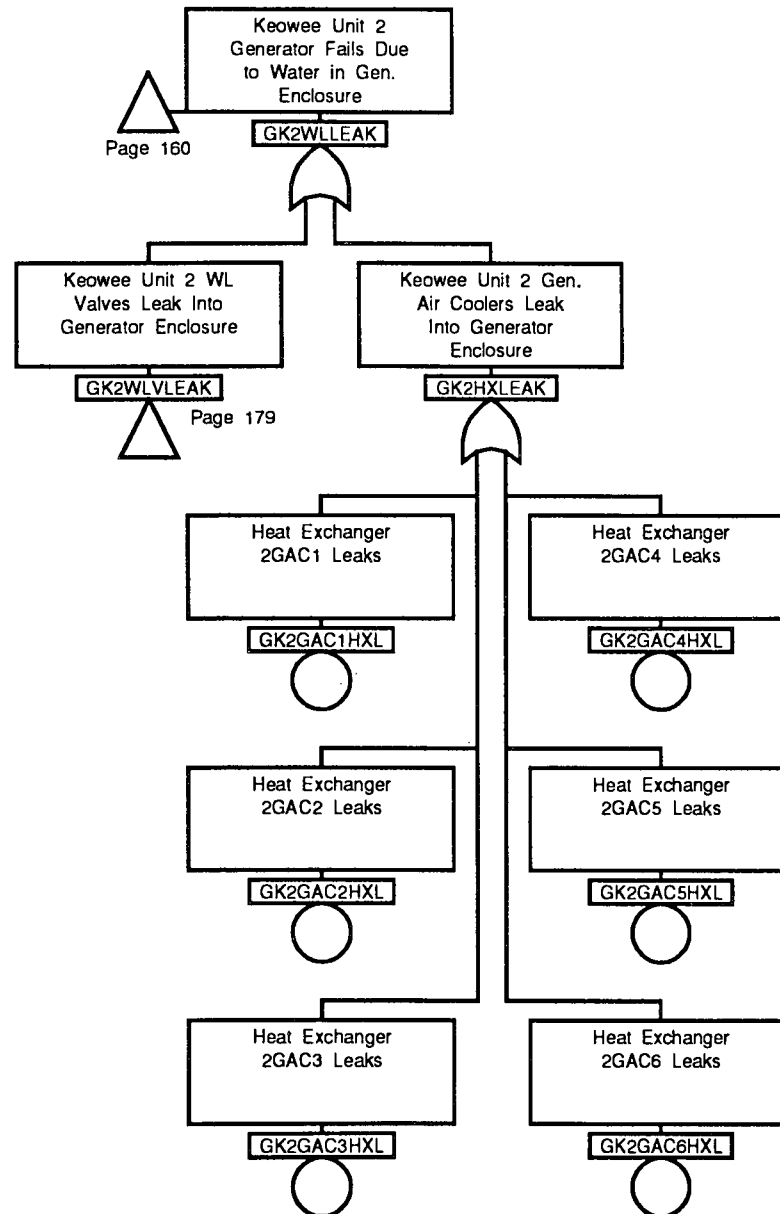 Keowee Unit 2
Generator Fails Due
to Water in Gen.
Enclosure
Page 160
GK2WLLEAK
Keowee Unit 2 WL
Valves Leak Into
Generator Enclosure
GK2WLVLEAK
Page 179
Keowee Unit 2 Gen.
Air Coolers Leak
Into Generator
Enclosure
GK2HXLEAK
Heat Exchanger
2GAC1 Leaks
GK2GAC1HXL
Heat Exchanger
2GAC4 Leaks
GK2GAC4HXL
Heat Exchanger
2GAC2 Leaks
GK2GAC2HXL
Heat Exchanger
2GAC5 Leaks
GK2GAC5HXL
Heat Exchanger
2GAC3 Leaks
GK2GAC3HXL
Heat Exchanger
2GAC6 Leaks
GK2GAC6HXL